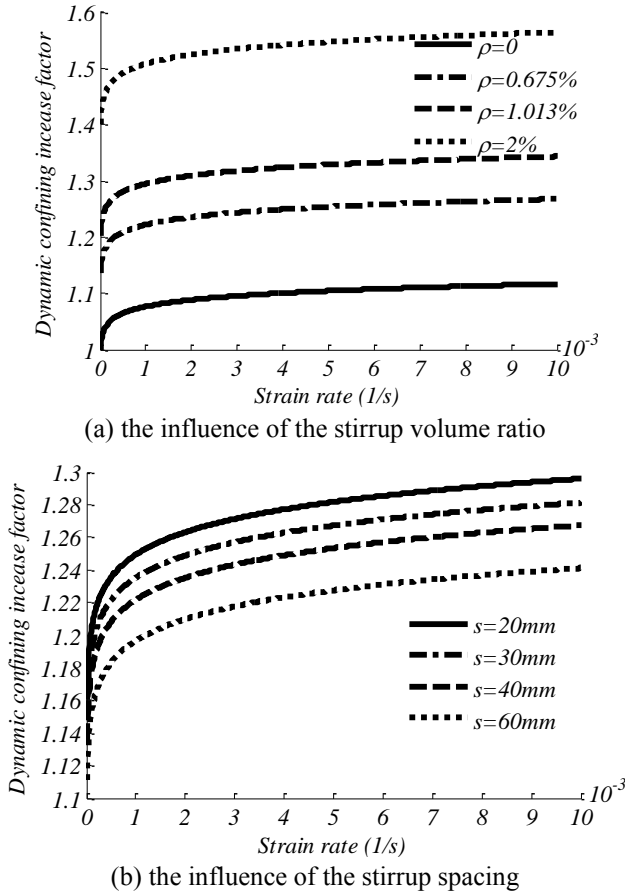 1.6
1.5
1.4
1.3
1.2
1.1
1
Dynamic confining incease factor
ρ=0
ρ=0.675%
ρ=1.013%
ρ=2%
0 1 2 3 4 5 6 7 8 9 10
10⁻³
Strain rate (1/s)
(a) the influence of the stirrup volume ratio
1.3
1.28
1.26
1.24
1.22
1.2
1.18
1.16
1.14
1.12
1.1
Dynamic confining incease factor
s=20mm
s=30mm
s=40mm
s=60mm
0 1 2 3 4 5 6 7 8 9 10
10⁻³
Strain rate (1/s)
(b) the influence of the stirrup spacing